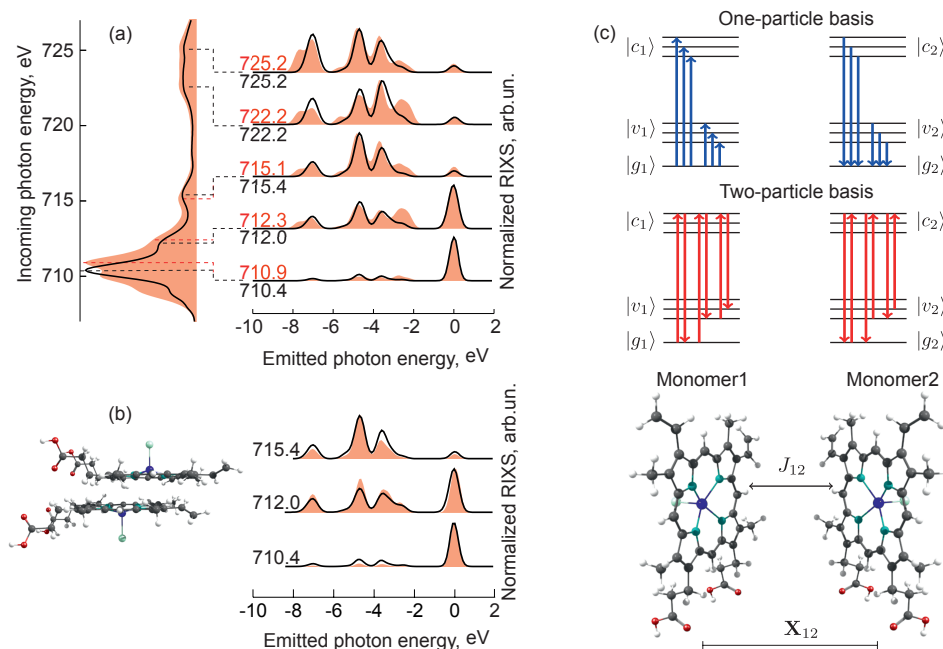 (a)
Incoming photon energy, eV
725
720
715
710
725.2
725.2
722.2
722.2
715.1
715.4
712.3
712.0
710.9
710.4
Normalized RIXS, arb.un.
-10 -8 -6 -4 -2 0 2
Emitted photon energy, eV
(b)
715.4
712.0
710.4
Normalized RIXS, arb.un.
-10 -8 -6 -4 -2 0 2
Emitted photon energy, eV
(c)
One-particle basis
|c₁⟩ |c₂⟩
|v₁⟩ |v₂⟩
|g₁⟩ |g₂⟩
Two-particle basis
|c₁⟩ |c₂⟩
|v₁⟩ |v₂⟩
|g₁⟩ |g₂⟩
Monomer1 Monomer2
J₁₂
X₁₂